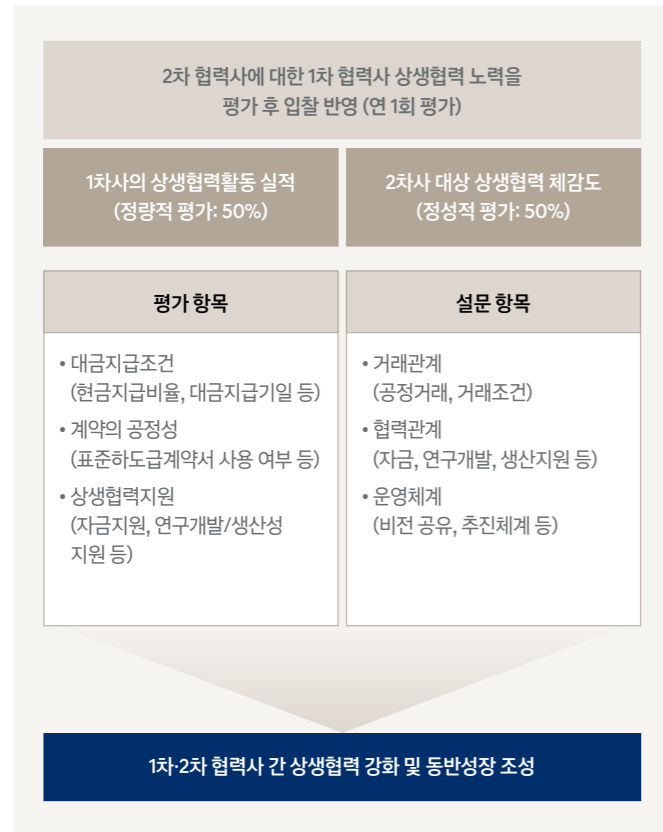 2차 협력사에 대한 1차 협력사 상생협력 노력을
평가 후 입찰 반영 (연 1회 평가)
1차사의 상생협력활동 실적
(정량적 평가: 50%)
2차사 대상 상생협력 체감도
(정성적 평가: 50%)
평가 항목
• 대금지급조건
(현금지급비율, 대금지급기일 등)
• 계약의 공정성
(표준하도급계약서 사용 여부 등)
• 상생협력지원
(자금지원, 연구개발/생산성
지원 등)
설문 항목
• 거래관계
(공정거래, 거래조건)
• 협력관계
(자금, 연구개발, 생산지원 등)
• 운영체계
(비전 공유, 추진체계 등)
1차·2차 협력사 간 상생협력 강화 및 동반성장 조성